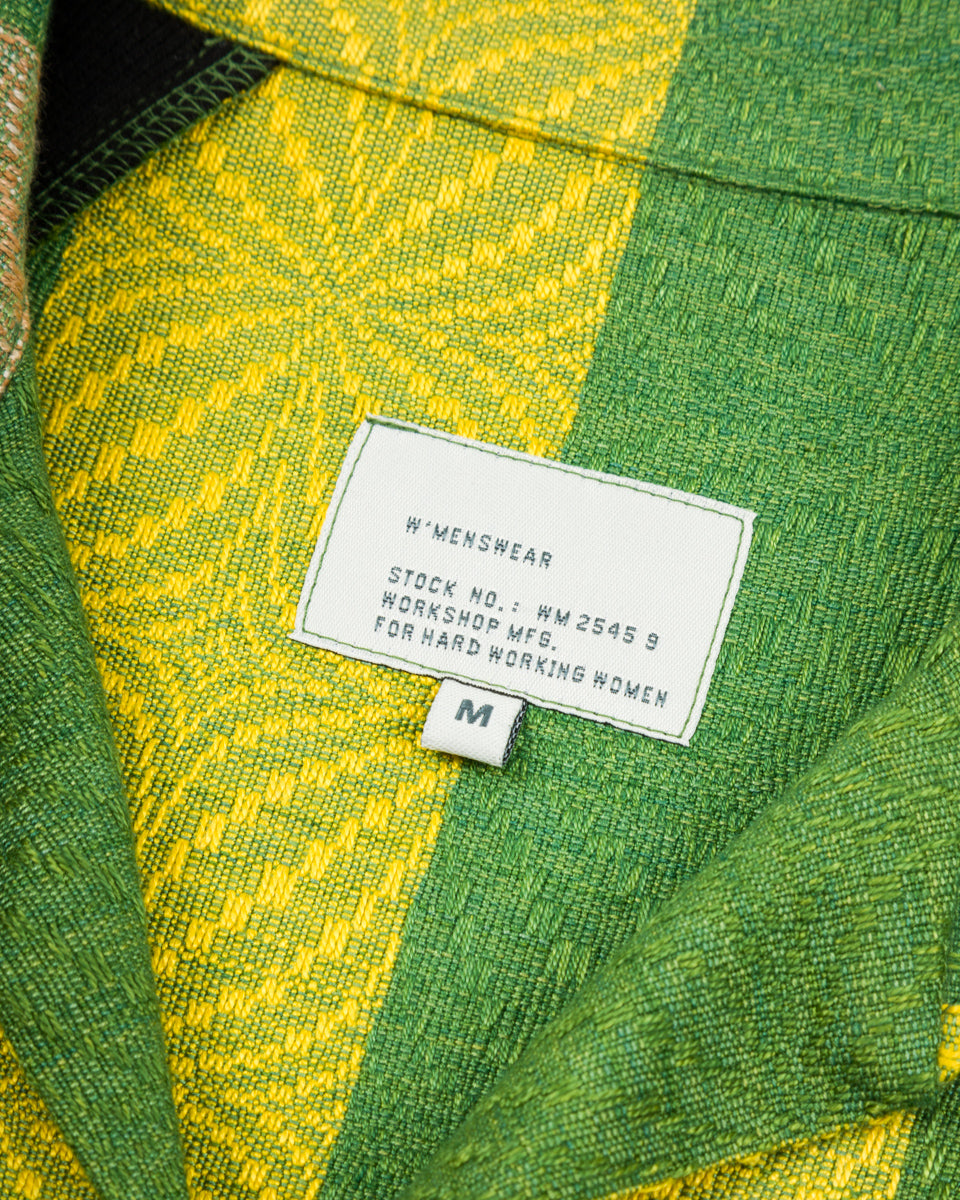 W'MENSWEAR
STOCK NO.: WM 2545 9
WORKSHOP MFG.
FOR HARD WORKING WOMEN
M